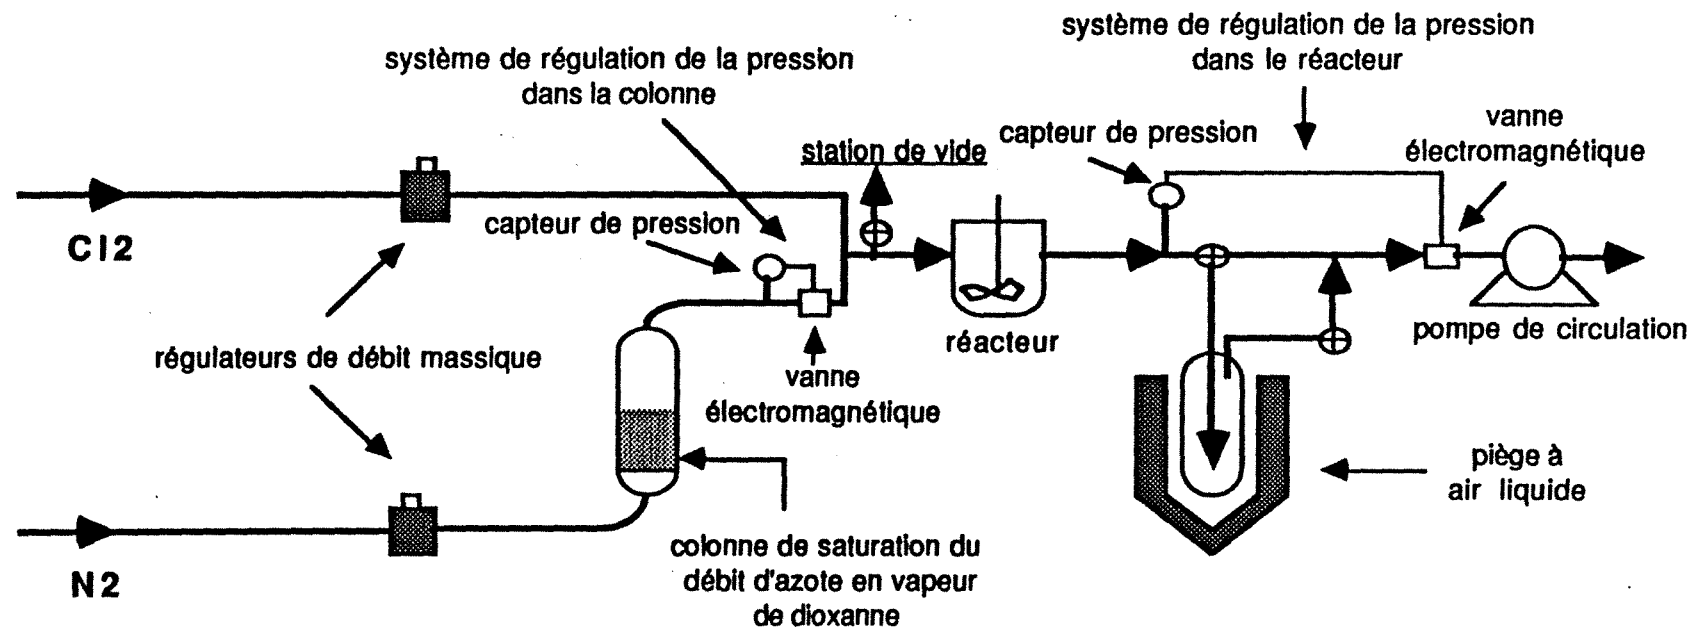 système de régulation de la pression
dans le réacteur
système de régulation de la pression
dans la colonne
vanne
électromagnétique
capteur de pression
station de vide
capteur de pression
Cl2
réacteur
pompe de circulation
régulateurs de débit massique
vanne
électromagnétique
piège à
air liquide
colonne de saturation du
débit d'azote en vapeur
de dioxanne
N2